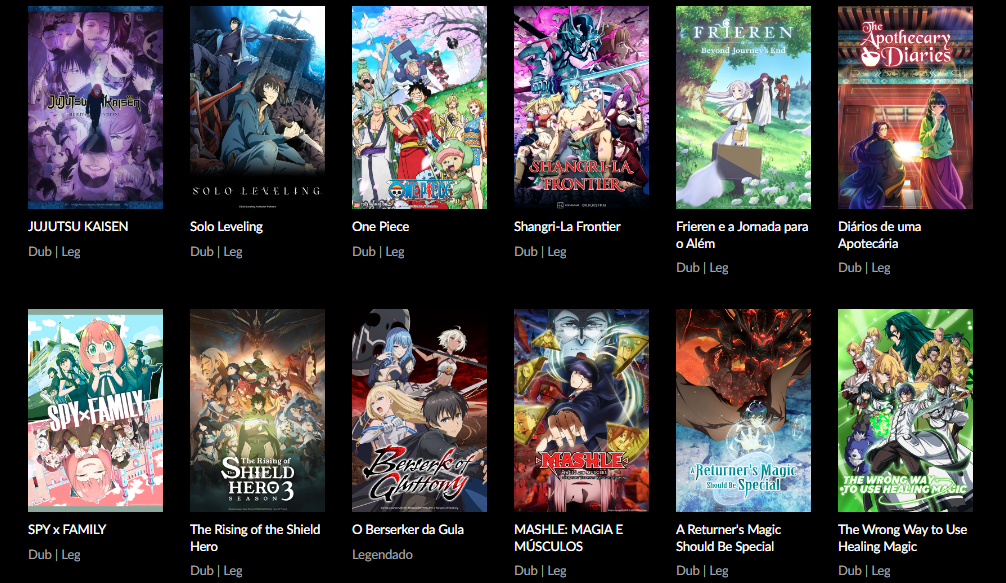 JUJUTSU KAISEN
SOLO LEVELING
ONE PIECE
SHANGRI-LA
FRONTIER
FRIEREN
Beyond Journey's End
The
Apothecary
Diaries
JUJUTSU KAISEN
Dub | Leg
Solo Leveling
Dub | Leg
One Piece
Dub | Leg
Shangri-La Frontier
Dub | Leg
Frieren e a Jornada para
o Além
Dub | Leg
Diários de uma
Apotecária
Dub | Leg
SPY×FAMILY
The Rising of
The SHIELD
HERO 3
SEASON
Berserk of
Gluttony
MASHLE
A Returner's Magic
Should Be Special
THE WRONG WAY
TO USE HEALING MAGIC
SPY x FAMILY
Dub | Leg
The Rising of the Shield
Hero
Dub | Leg
O Berserker da Gula
Legendado
MASHLE: MAGIA E
MÚSCULOS
Dub | Leg
A Returner's Magic
Should Be Special
Dub | Leg
The Wrong Way to Use
Healing Magic
Dub | Leg